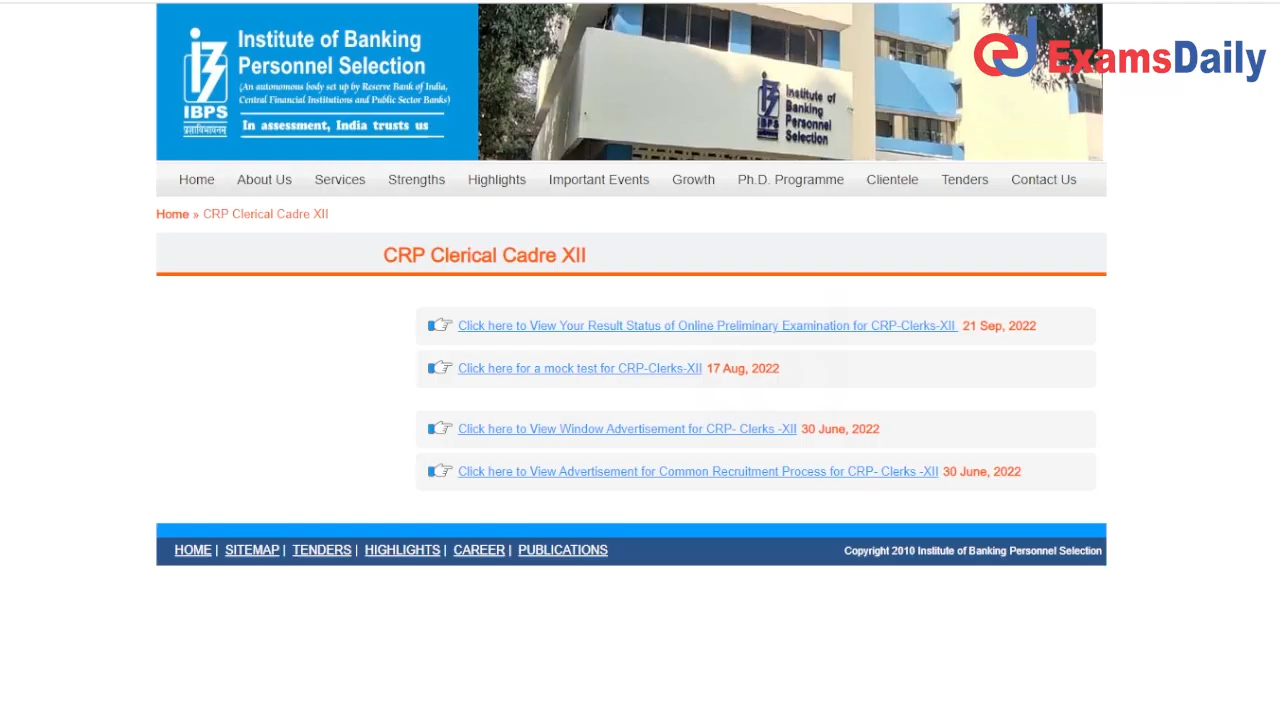 Institute of Banking
Personnel Selection
(An autonomous body set up by Reserve Bank of India,
Central Financial Institutions and Public Sector Banks)
In assessment, India trusts us
IBPS
Institute of
Banking
Personnel
Selection
IBPS
ed ExamsDaily
Home About Us Services Strengths Highlights Important Events Growth Ph.D. Programme Clientele Tenders Contact Us
Home » CRP Clerical Cadre XII
CRP Clerical Cadre XII
Click here to View Your Result Status of Online Preliminary Examination for CRP-Clerks-XII 21 Sep, 2022
Click here for a mock test for CRP-Clerks-XII 17 Aug, 2022
Click here to View Window Advertisement for CRP- Clerks -XII 30 June, 2022
Click here to View Advertisement for Common Recruitment Process for CRP- Clerks -XII 30 June, 2022
HOME | SITEMAP | TENDERS | HIGHLIGHTS | CAREER | PUBLICATIONS
Copyright 2010 Institute of Banking Personnel Selection